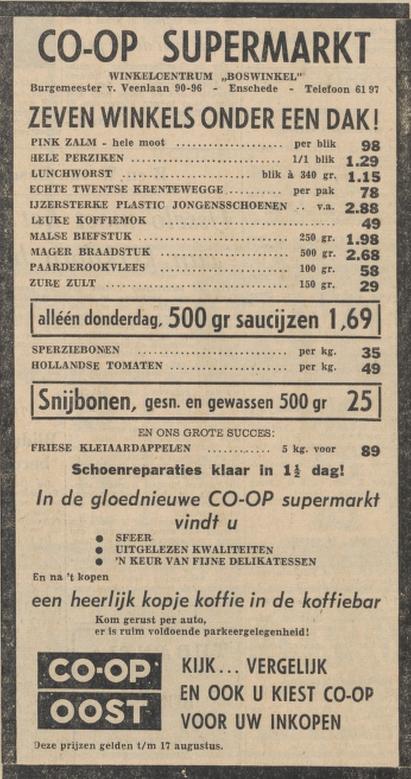 CO-OP SUPERMARKT
WINKELCENTRUM „BOSWINKEL"
Burgemeester v. Veenlaan 90-96 - Enschede - Telefoon 61 97
ZEVEN WINKELS ONDER EEN DAK!
PINK ZALM - hele moot .................... per blik 98
HELE PERZIKEN .................... 1/1 blik 1.29
LUNCHWORST .................... blik à 340 gr. 1.15
ECHTE TWENTSE KRENTEWEGGE .......... per pak 78
IJZERSTERKE PLASTIC JONGENSSCHOENEN .. v.a. 2.88
LEUKE KOFFIEMOK .................... 49
MALSE BIEFSTUK .................... 250 gr. 1.98
MAGER BRAADSTUK .................... 500 gr. 2.68
PAARDEROOKVLEES .................... 100 gr. 58
ZURE ZULT .................... 150 gr. 29
alléén donderdag, 500 gr saucijzen 1,69
SPERZIEBONEN .................... per kg. 35
HOLLANDSE TOMATEN .................... per kg. 49
Snijbonen, gesn. en gewassen 500 gr 25
EN ONS GROTE SUCCES:
FRIESE KLEIAARDAPPELEN ............ 5 kg. voor 89
Schoenreparaties klaar in 1½ dag!
In de gloednieuwe CO-OP supermarkt
vindt u
● SFEER
● UITGELEZEN KWALITEITEN
● 'N KEUR VAN FIJNE DELIKATESSEN
En na 't kopen
een heerlijk kopje koffie in de koffiebar
Kom gerust per auto,
er is ruim voldoende parkeergelegenheid!
CO-OP
OOST
KIJK... VERGELIJK
EN OOK U KIEST CO-OP
VOOR UW INKOPEN
Deze prijzen gelden t/m 17 augustus.